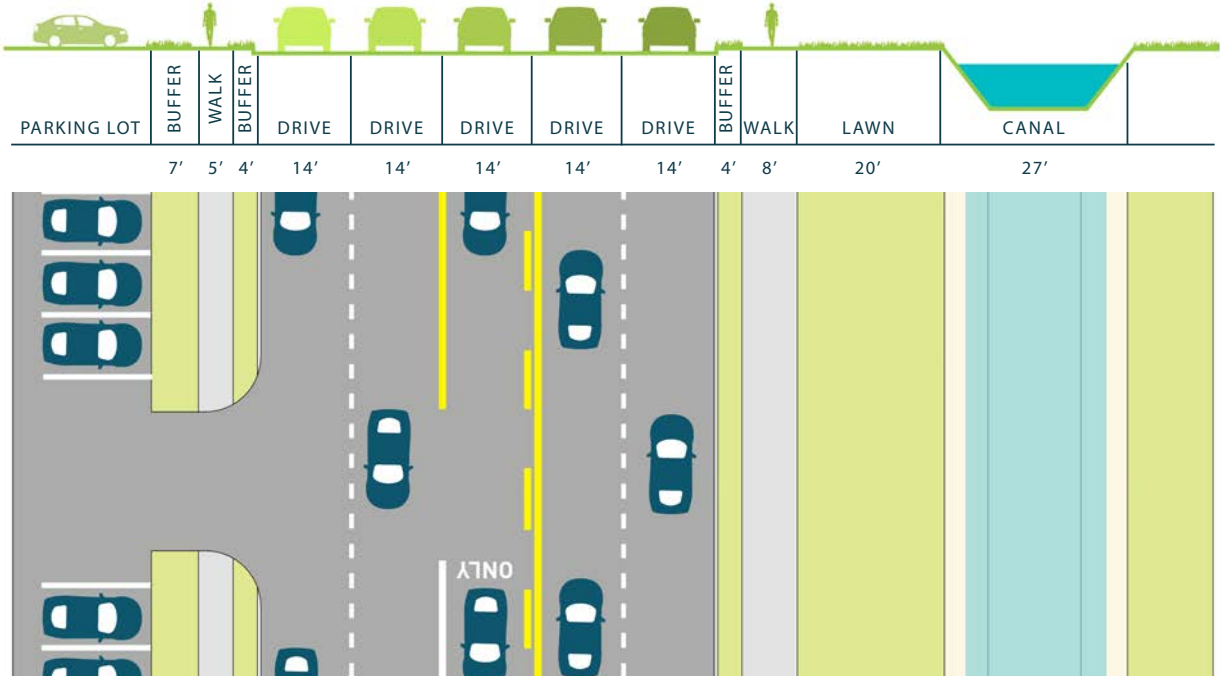 PARKING LOT BUFFER WALK BUFFER DRIVE DRIVE DRIVE DRIVE DRIVE BUFFER WALK LAWN CANAL
7’ 5’ 4’ 14’ 14’ 14’ 14’ 14’ 4’ 8’ 20’ 27’
ONLY